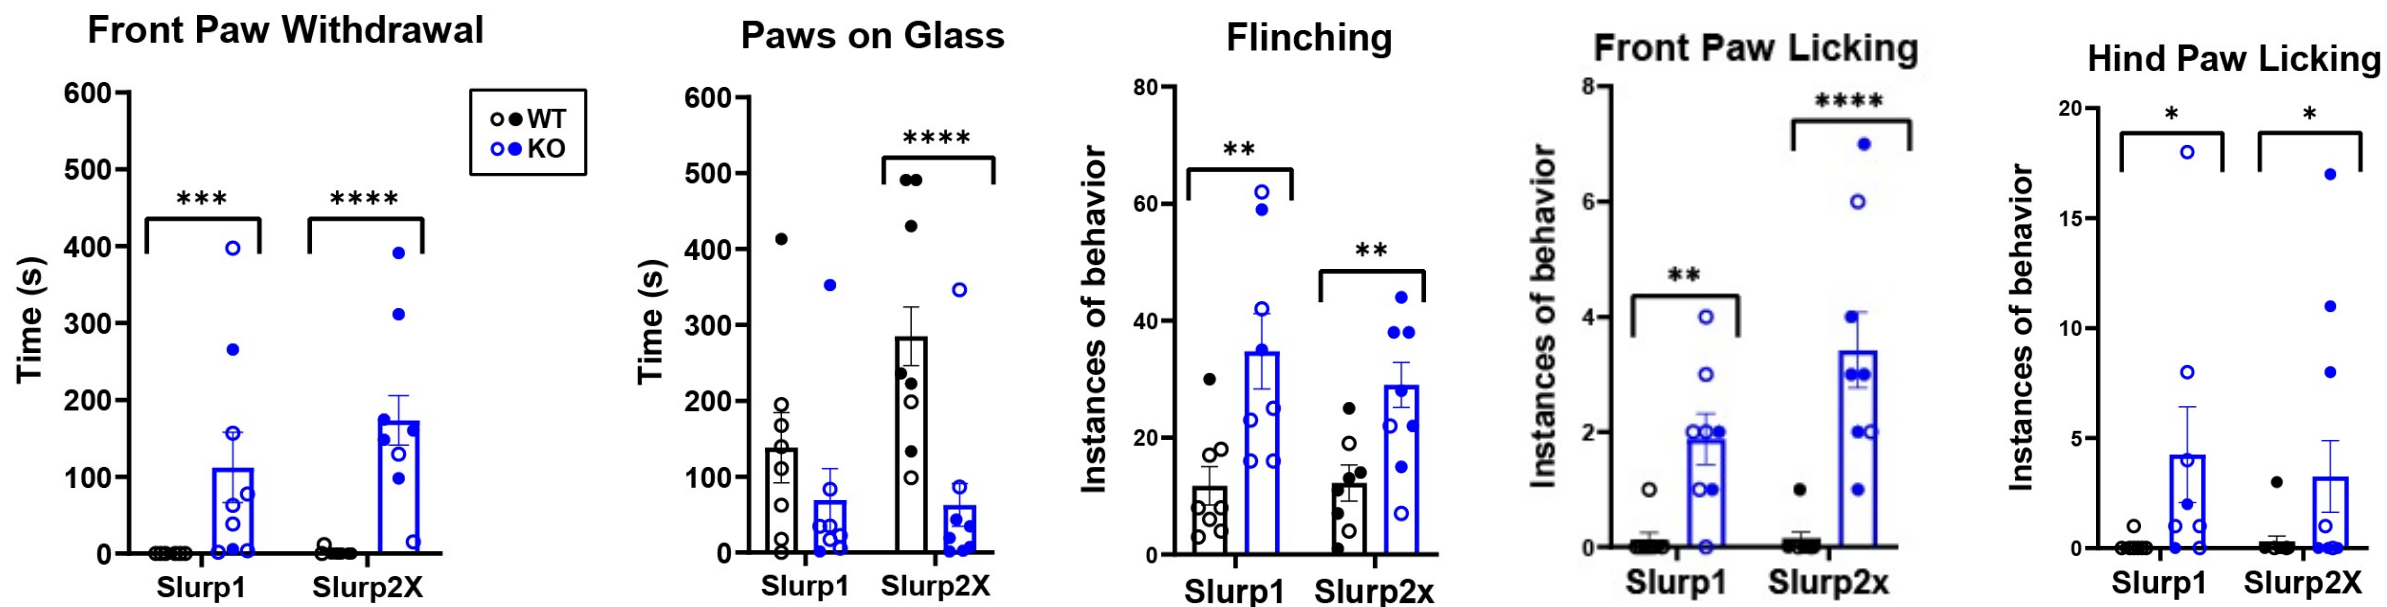 Front Paw Withdrawal
Time (s)
600
500
400
300
200
100
0
***
****
Slurp1
Slurp2X
WT
KO
Paws on Glass
Time (s)
600
500
400
300
200
100
0
****
Slurp1
Slurp2X
Flinching
Instances of behavior
80
60
40
20
0
**
**
Slurp1
Slurp2x
Front Paw Licking
Instances of behavior
8
6
4
2
0
**
****
Slurp1
Slurp2x
Hind Paw Licking
Instances of behavior
20
15
10
5
0
*
*
Slurp1
Slurp2X